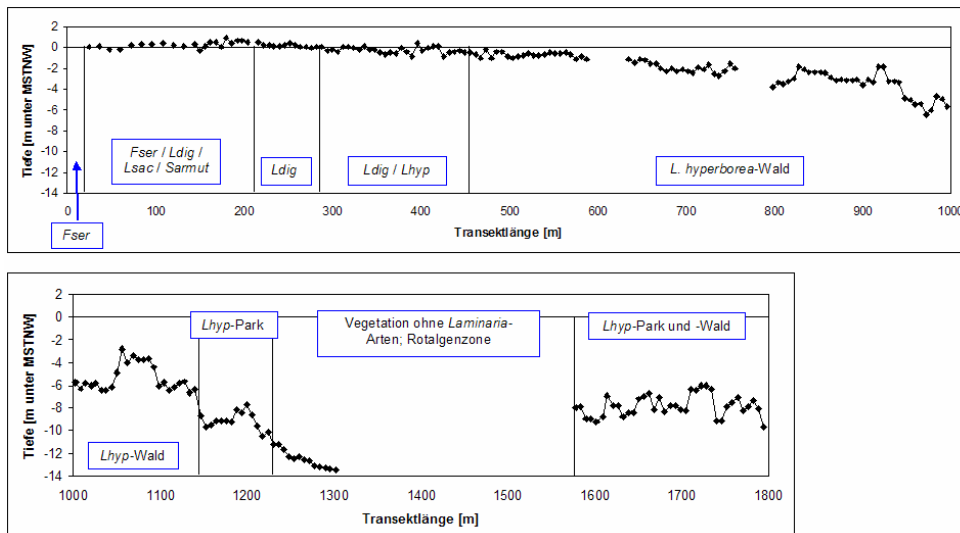 Tiefe [m unter MSTNW]
2
0
-2
-4
-6
-8
-10
-12
-14
Fser / Ldig /
Lsac / Sarmut
Ldig
Ldig / Lhyp
L. hyperborea-Wald
0 100 200 300 400 500 600 700 800 900 1000
Transektlänge [m]
Fser
Tiefe [m unter MSTNW]
2
0
-2
-4
-6
-8
-10
-12
-14
Lhyp-Park
Vegetation ohne Laminaria-
Arten; Rotalgenzone
Lhyp-Park und -Wald
Lhyp-Wald
1000 1100 1200 1300 1400 1500 1600 1700 1800
Transektlänge [m]